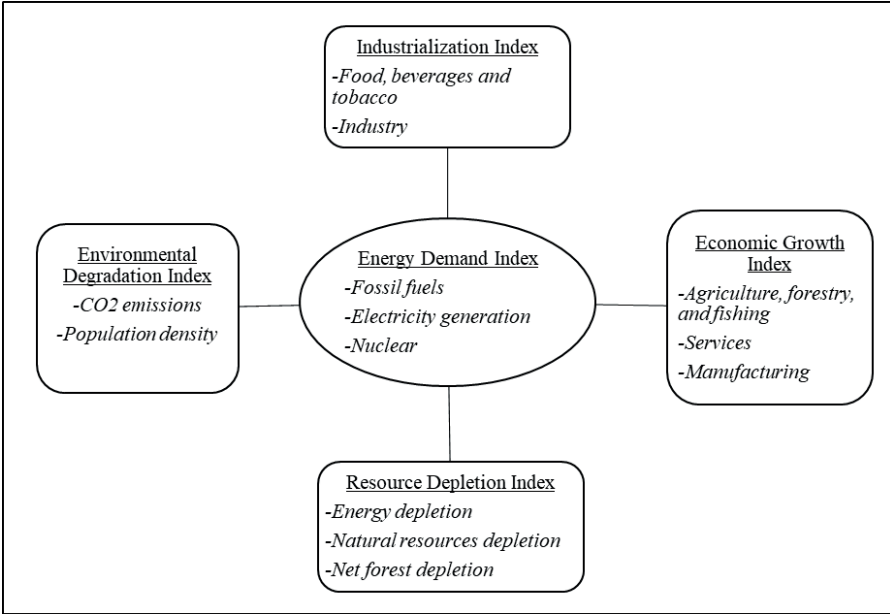 Industrialization Index
-Food, beverages and
tobacco
-Industry
Environmental
Degradation Index
-CO2 emissions
-Population density
Energy Demand Index
-Fossil fuels
-Electricity generation
-Nuclear
Economic Growth
Index
-Agriculture, forestry,
and fishing
-Services
-Manufacturing
Resource Depletion Index
-Energy depletion
-Natural resources depletion
-Net forest depletion